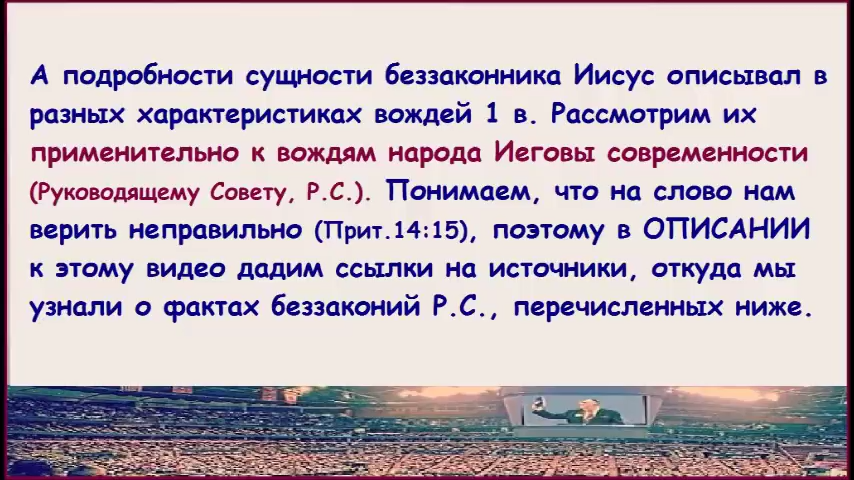 А подробности сущности беззаконника Иисус описывал в
разных характеристиках вождей 1 в. Рассмотрим их
применительно к вождям народа Иеговы современности
(Руководящему Совету, Р.С.). Понимаем, что на слово нам
верить неправильно (Прит.14:15), поэтому в ОПИСАНИИ
к этому видео дадим ссылки на источники, откуда мы
узнали о фактах беззаконий Р.С., перечисленных ниже.